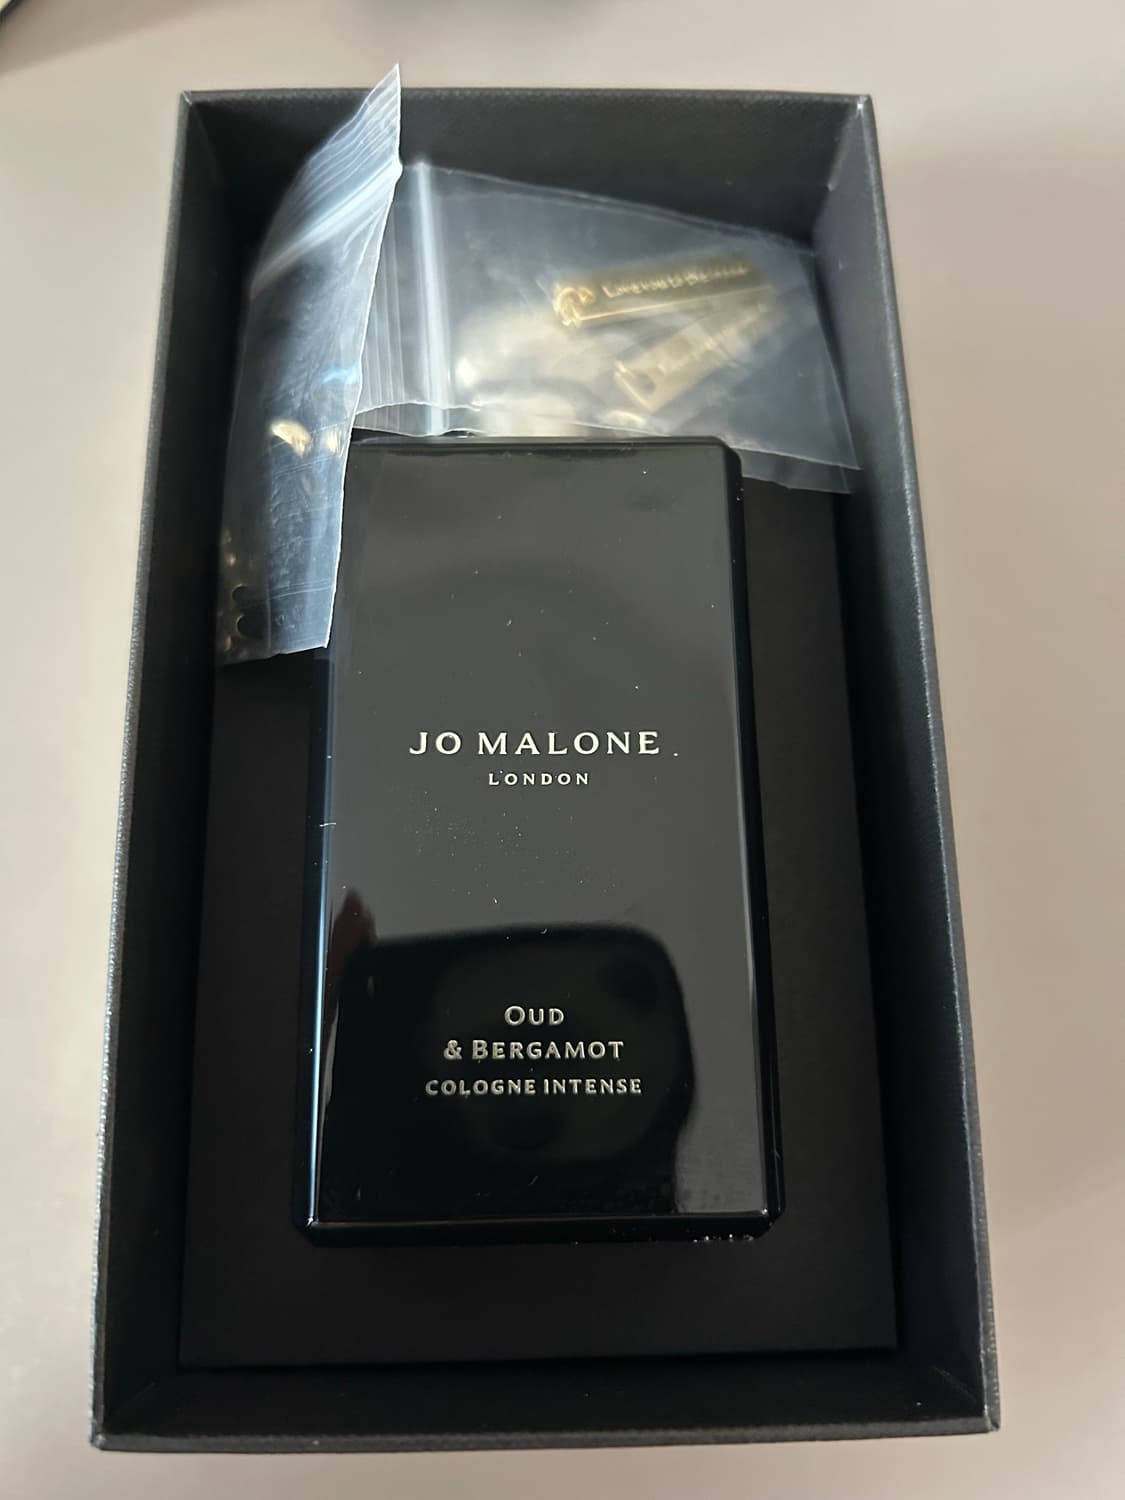 JO MALONE
LONDON
OUD
& BERGAMOT
COLOGNE INTENSE